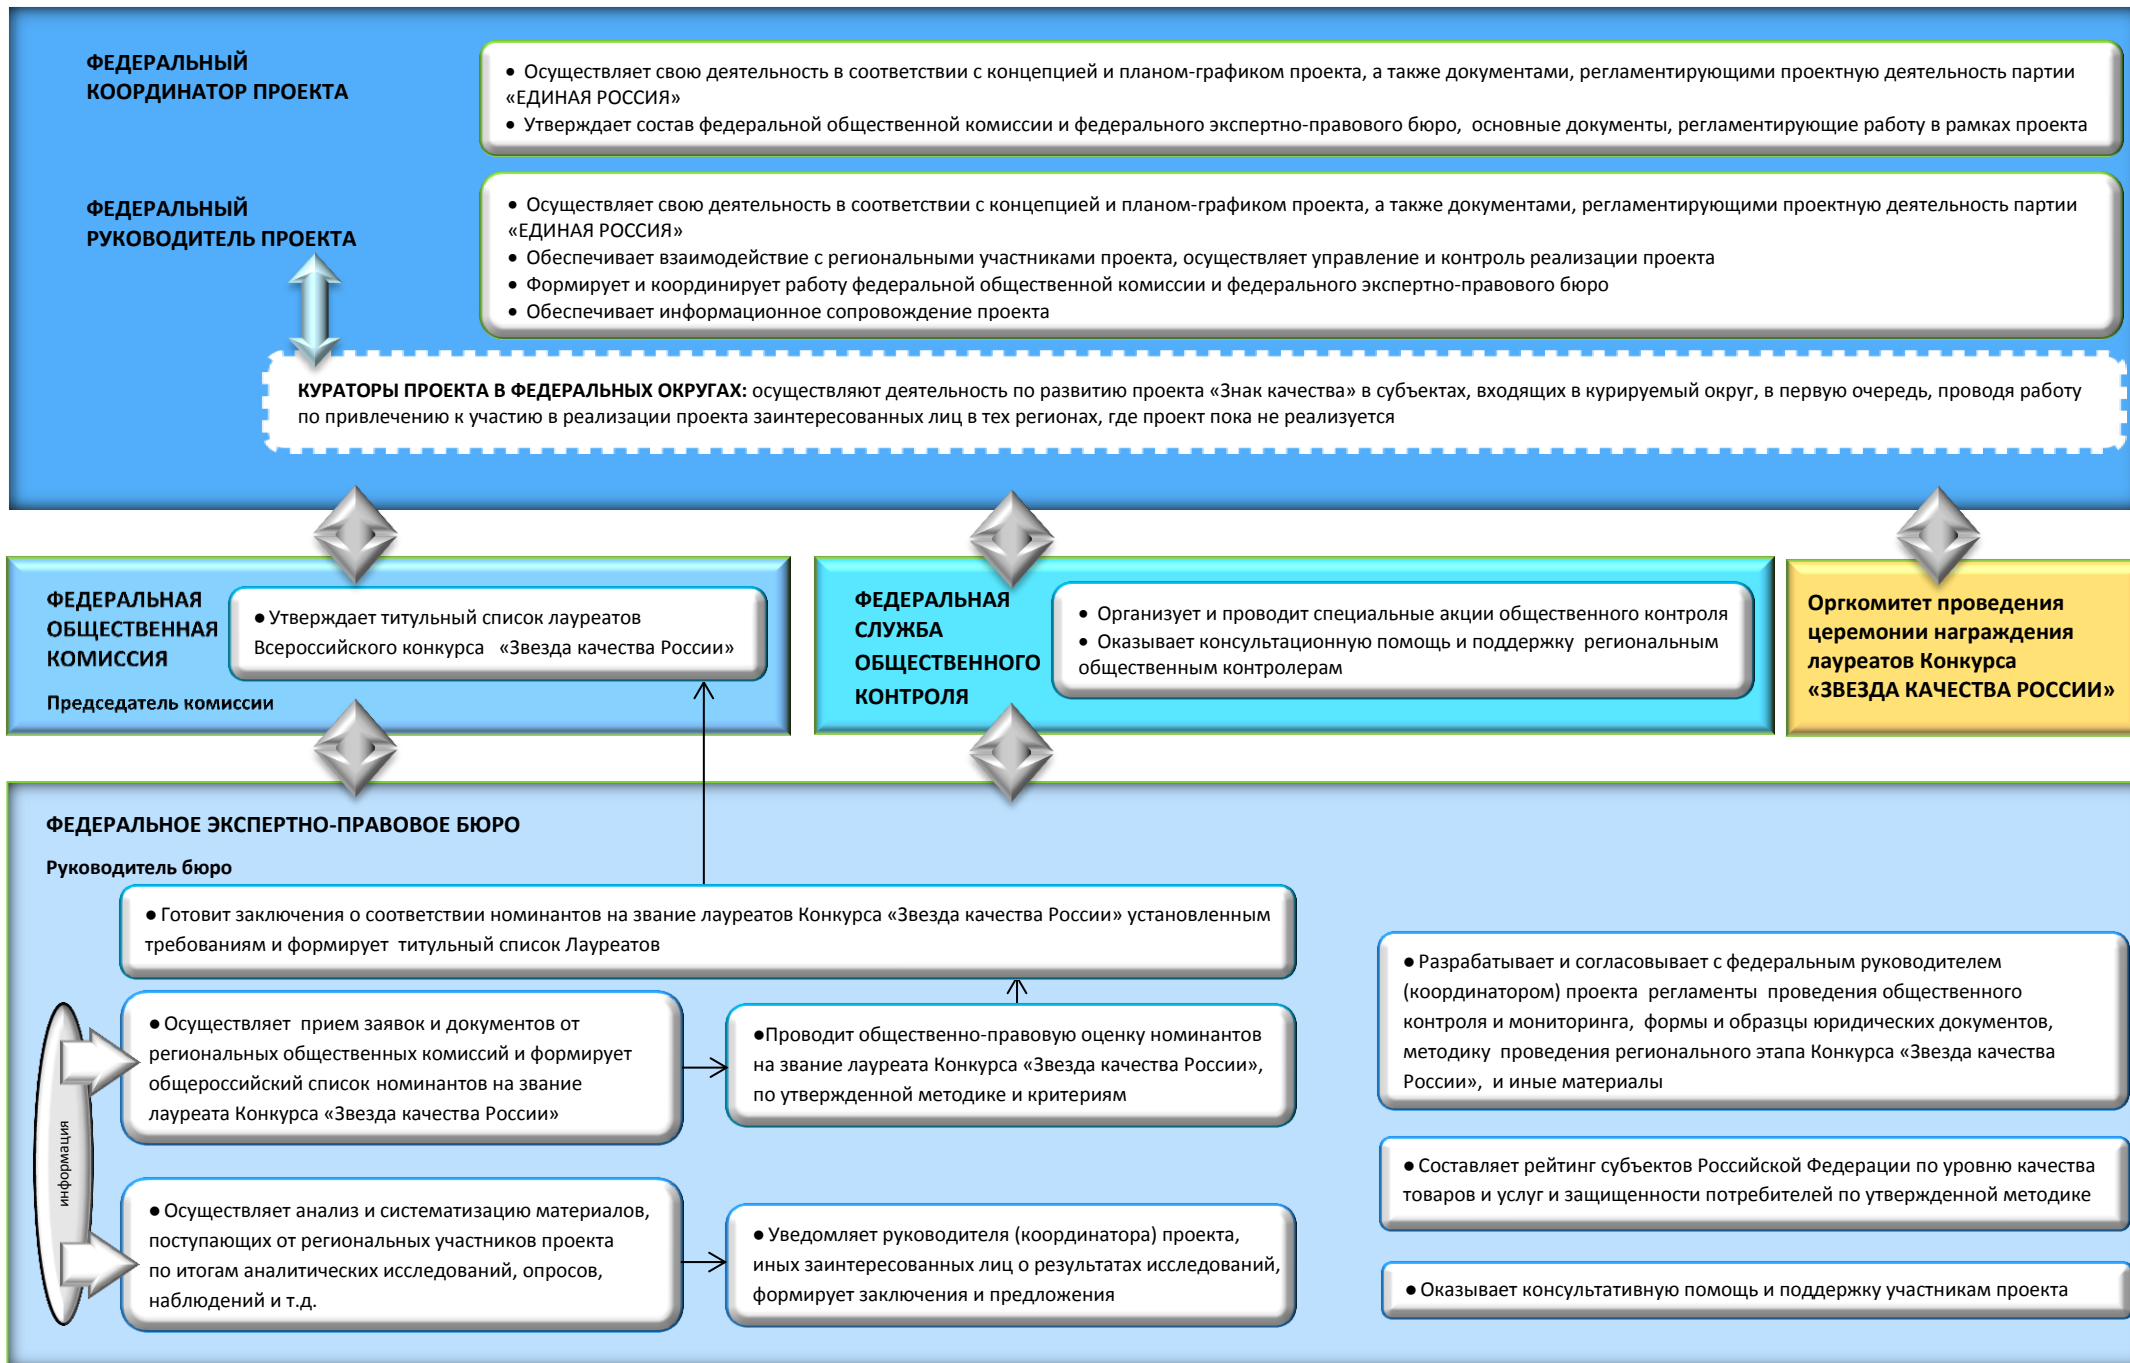 ФЕДЕРАЛЬНЫЙ
КООРДИНАТОР ПРОЕКТА
• Осуществляет свою деятельность в соответствии с концепцией и планом-графиком проекта, а также документами, регламентирующими проектную деятельность партии
«ЕДИНАЯ РОССИЯ»
• Утверждает состав федеральной общественной комиссии и федерального экспертно-правового бюро, основные документы, регламентирующие работу в рамках проекта
ФЕДЕРАЛЬНЫЙ
РУКОВОДИТЕЛЬ ПРОЕКТА
• Осуществляет свою деятельность в соответствии с концепцией и планом-графиком проекта, а также документами, регламентирующими проектную деятельность партии
«ЕДИНАЯ РОССИЯ»
• Обеспечивает взаимодействие с региональными участниками проекта, осуществляет управление и контроль реализации проекта
• Формирует и координирует работу федеральной общественной комиссии и федерального экспертно-правового бюро
• Обеспечивает информационное сопровождение проекта
КУРАТОРЫ ПРОЕКТА В ФЕДЕРАЛЬНЫХ ОКРУГАХ: осуществляют деятельность по развитию проекта «Знак качества» в субъектах, входящих в курируемый округ, в первую очередь, проводя работу
по привлечению к участию в реализации проекта заинтересованных лиц в тех регионах, где проект пока не реализуется
ФЕДЕРАЛЬНАЯ
ОБЩЕСТВЕННАЯ
КОМИССИЯ
Председатель комиссии
• Утверждает титульный список лауреатов
Всероссийского конкурса «Звезда качества России»
ФЕДЕРАЛЬНАЯ
СЛУЖБА
ОБЩЕСТВЕННОГО
КОНТРОЛЯ
• Организует и проводит специальные акции общественного контроля
• Оказывает консультационную помощь и поддержку региональным
общественным контролерам
Оргкомитет проведения
церемонии награждения
лауреатов Конкурса
«ЗВЕЗДА КАЧЕСТВА РОССИИ»
ФЕДЕРАЛЬНОЕ ЭКСПЕРТНО-ПРАВОВОЕ БЮРО
Руководитель бюро
• Готовит заключения о соответствии номинантов на звание лауреатов Конкурса «Звезда качества России» установленным
требованиям и формирует титульный список Лауреатов
информация
• Осуществляет прием заявок и документов от
региональных общественных комиссий и формирует
общероссийский список номинантов на звание
лауреата Конкурса «Звезда качества России»
•Проводит общественно-правовую оценку номинантов
на звание лауреата Конкурса «Звезда качества России»,
по утвержденной методике и критериям
• Осуществляет анализ и систематизацию материалов,
поступающих от региональных участников проекта
по итогам аналитических исследований, опросов,
наблюдений и т.д.
• Уведомляет руководителя (координатора) проекта,
иных заинтересованных лиц о результатах исследований,
формирует заключения и предложения
• Разрабатывает и согласовывает с федеральным руководителем
(координатором) проекта регламенты проведения общественного
контроля и мониторинга, формы и образцы юридических документов,
методику проведения регионального этапа Конкурса «Звезда качества
России», и иные материалы
• Составляет рейтинг субъектов Российской Федерации по уровню качества
товаров и услуг и защищенности потребителей по утвержденной методике
• Оказывает консультативную помощь и поддержку участникам проекта